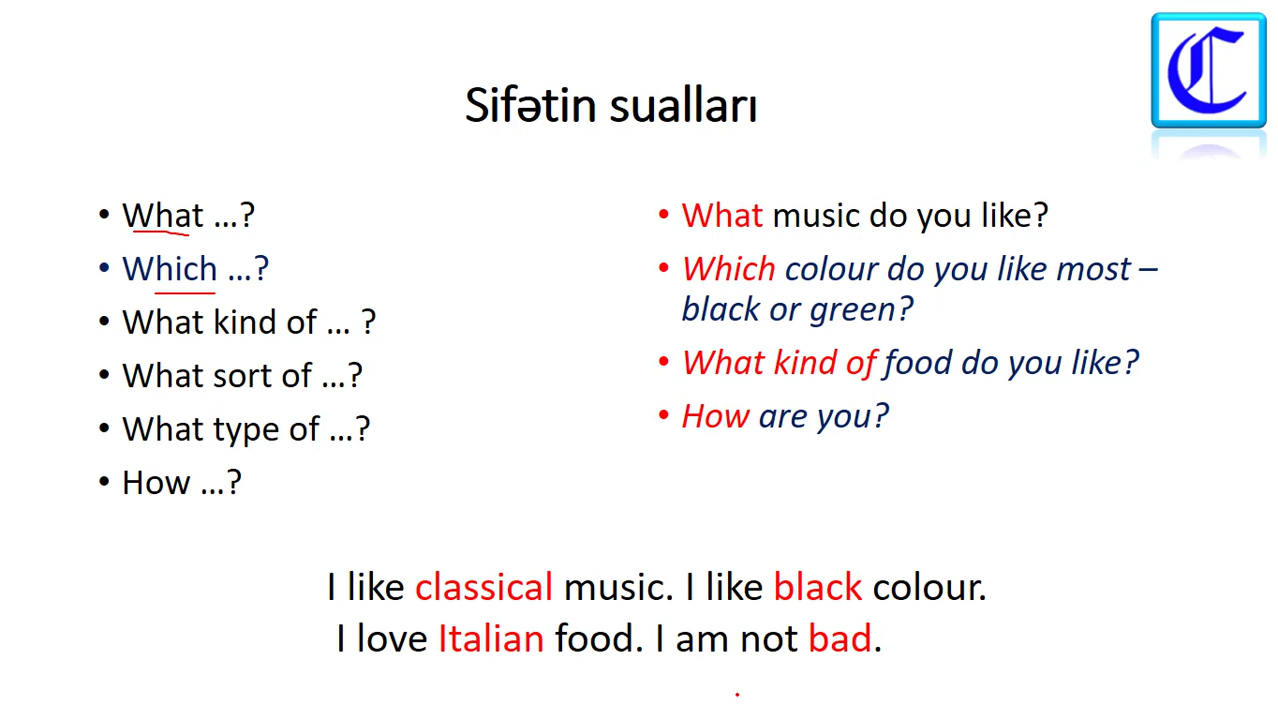 Sifətin sualları
• What …?
• Which …?
• What kind of … ?
• What sort of …?
• What type of …?
• How …?
• What music do you like?
• Which colour do you like most –
black or green?
• What kind of food do you like?
• How are you?
I like classical music. I like black colour.
I love Italian food. I am not bad.
C